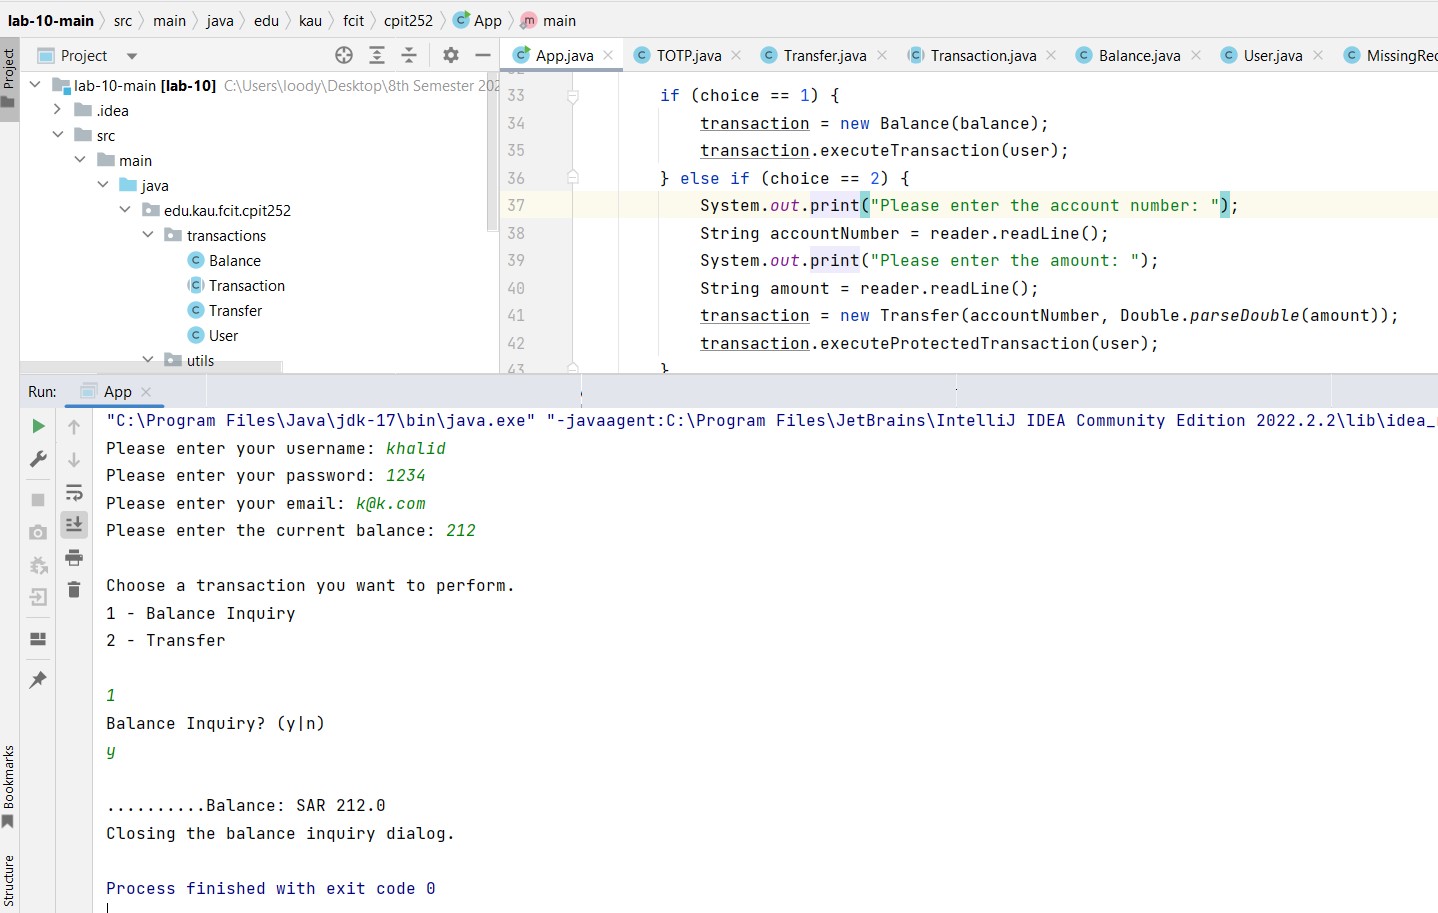 lab-10-main 〉 src 〉 main 〉 java 〉 edu 〉 kau 〉 fcit 〉 cpit252 〉 App 〉 main
Project
Project
App.java
TOTP.java
Transfer.java
Transaction.java
Balance.java
User.java
MissingRec
lab-10-main [lab-10] C:\Users\loody\Desktop\8th Semester 202
.idea
src
main
java
edu.kau.fcit.cpit252
transactions
Balance
Transaction
Transfer
User
utils
33 if (choice == 1) {
34 transaction = new Balance(balance);
35 transaction.executeTransaction(user);
36 } else if (choice == 2) {
37 System.out.print("Please enter the account number: ");
38 String accountNumber = reader.readLine();
39 System.out.print("Please enter the amount: ");
40 String amount = reader.readLine();
41 transaction = new Transfer(accountNumber, Double.parseDouble(amount));
42 transaction.executeProtectedTransaction(user);
43 }
Run: App
"C:\Program Files\Java\jdk-17\bin\java.exe" "-javaagent:C:\Program Files\JetBrains\IntelliJ IDEA Community Edition 2022.2.2\lib\idea_
Please enter your username: khalid
Please enter your password: 1234
Please enter your email: k@k.com
Please enter the current balance: 212
Choose a transaction you want to perform.
1 - Balance Inquiry
2 - Transfer
1
Balance Inquiry? (y|n)
y
..........Balance: SAR 212.0
Closing the balance inquiry dialog.
Process finished with exit code 0
Bookmarks
Structure